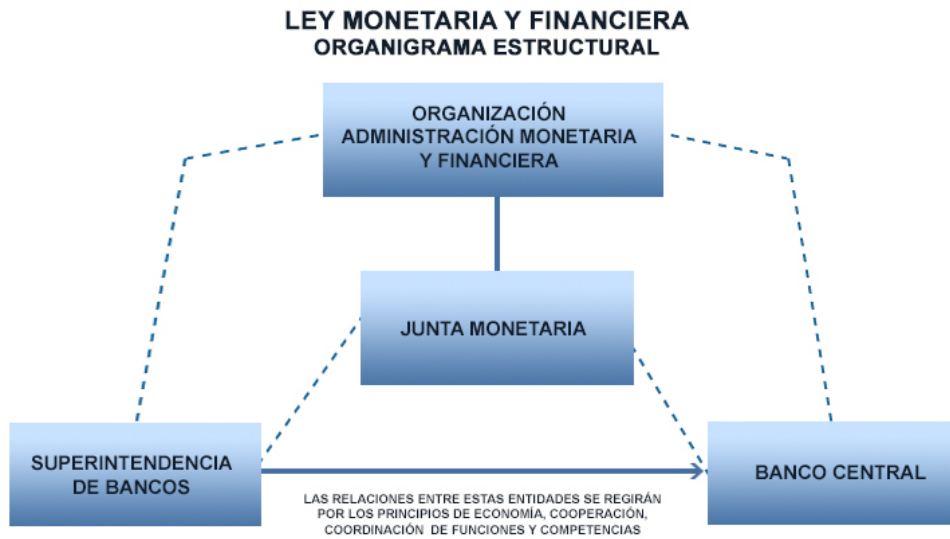 LEY MONETARIA Y FINANCIERA
ORGANIGRAMA ESTRUCTURAL
ORGANIZACIÓN
ADMINISTRACIÓN MONETARIA
Y FINANCIERA
JUNTA MONETARIA
SUPERINTENDENCIA
DE BANCOS
BANCO CENTRAL
LAS RELACIONES ENTRE ESTAS ENTIDADES SE REGIRÁN
POR LOS PRINCIPIOS DE ECONOMÍA, COOPERACIÓN,
COORDINACIÓN DE FUNCIONES Y COMPETENCIAS